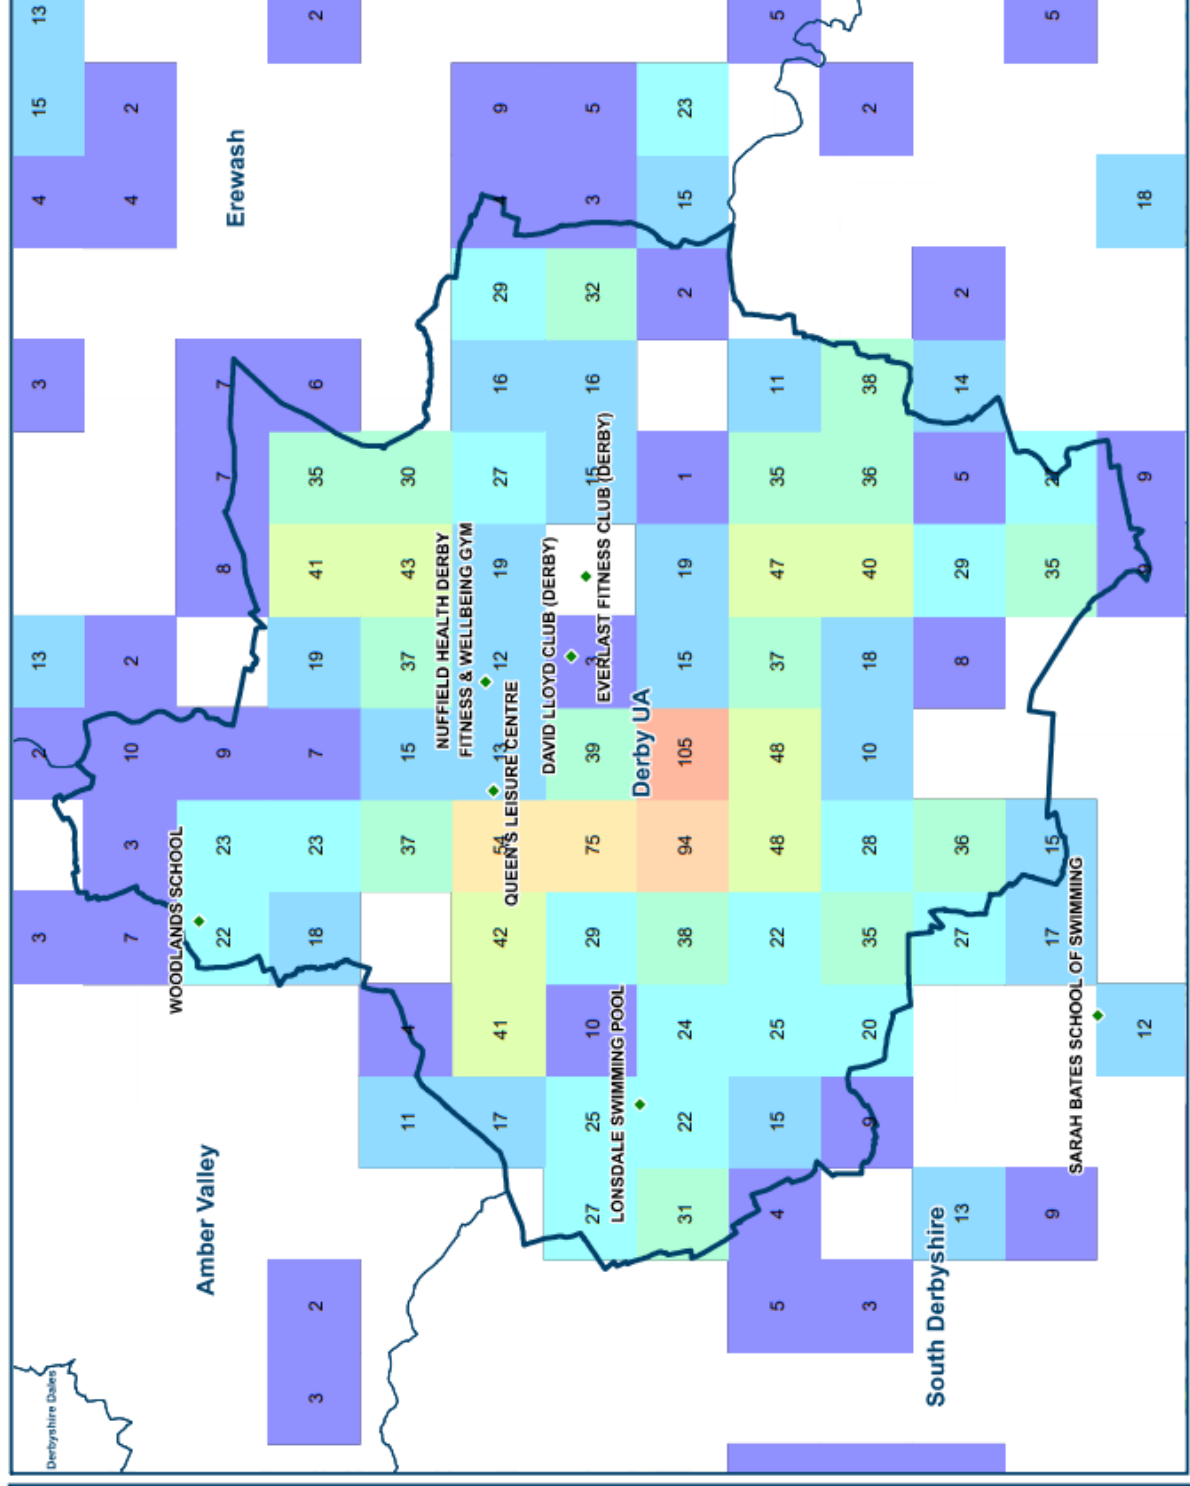 Derbyshire Dales
3 2 13 3 4 15 13
7 3 10 2 4 2
WOODLANDS SCHOOL
Amber Valley
22 23 9 8 7 7
Erewash
3 2 18 23 7 19 41 35 6 2
11 4 37 15 37 43 30
NUFFIELD HEALTH DERBY
FITNESS & WELLBEING GYM
17 41 42 54 13 12 19 27 16 29 4 9
QUEEN'S LEISURE CENTRE
DAVID LLOYD CLUB (DERBY)
27 25 10 29 75 39 3 15 16 32 3 5
EVERLAST FITNESS CLUB (DERBY)
LONSDALE SWIMMING POOL
Derby UA
31 22 24 38 94 105 15 19 1 2 15 23
5 4 15 25 22 48 48 37 47 35 11 5
3 9 20 35 28 10 18 40 36 38 2
South Derbyshire
13 27 36 8 29 5 14 2
9 17 15 35 5
SARAH BATES SCHOOL OF SWIMMING
12 9 9 18